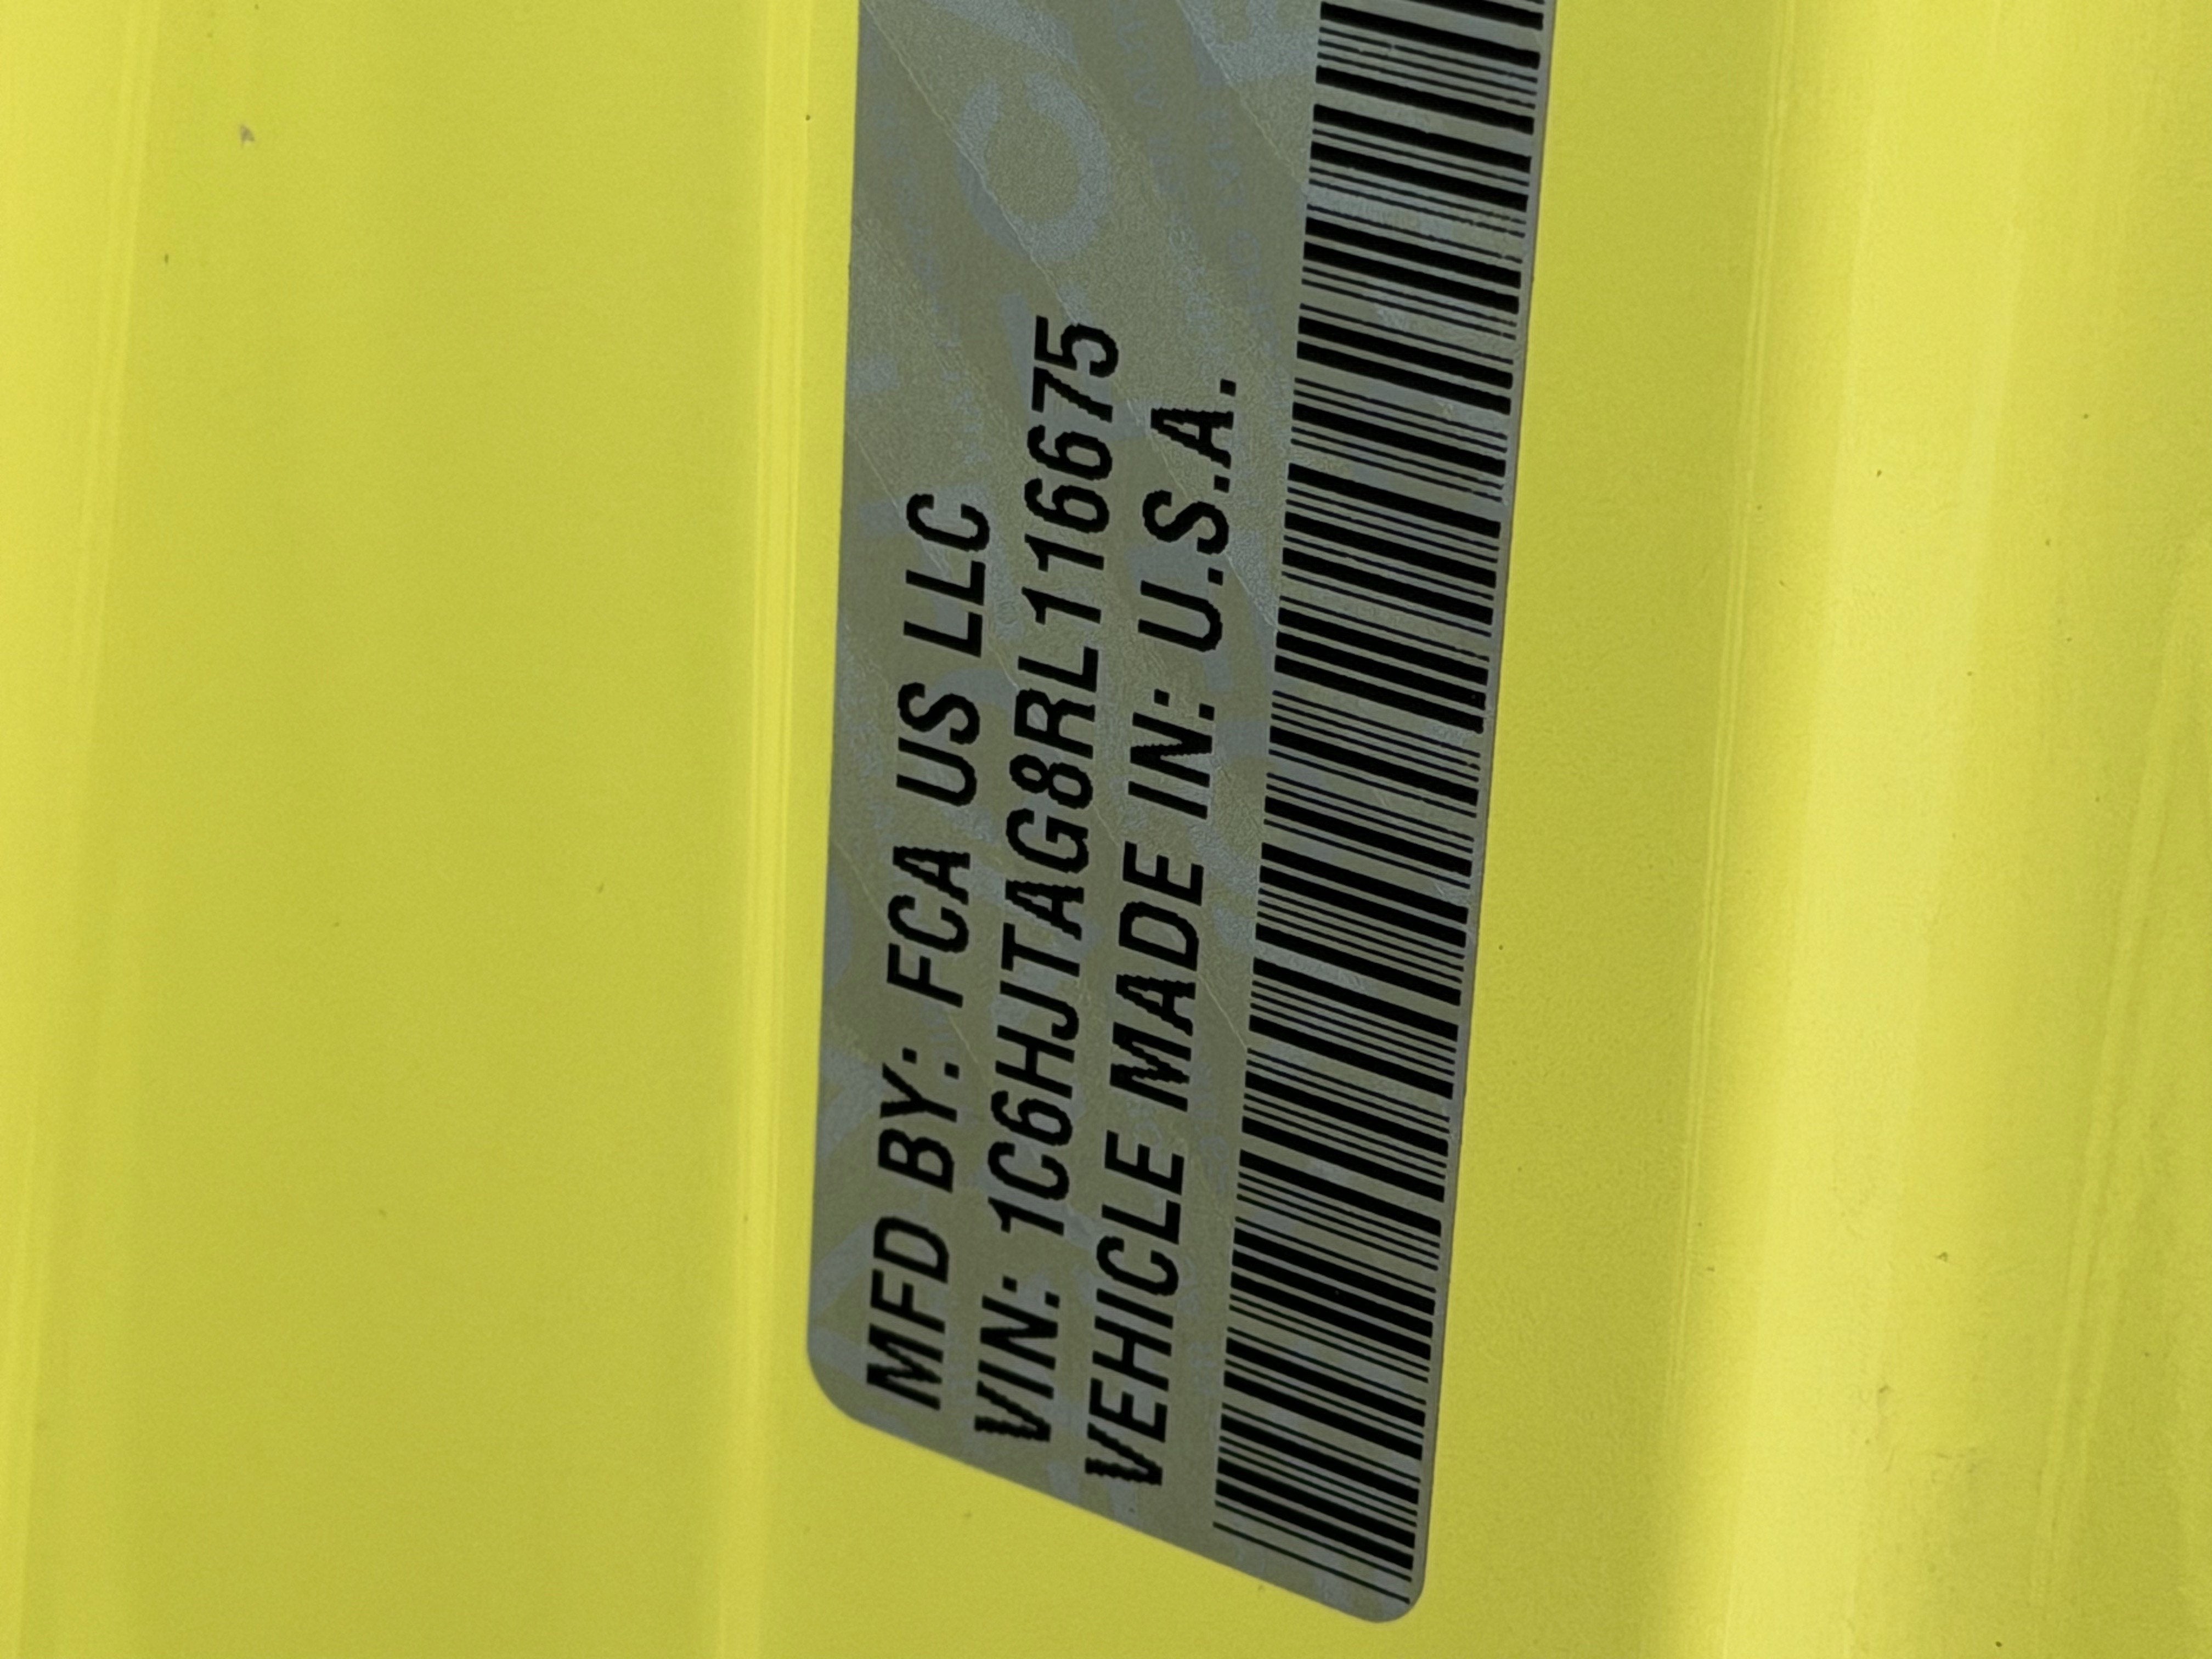 MFD BY: FCA US LLC
VIN: 1C6HJTAG8RL116675
VEHICLE MADE IN: U.S.A.